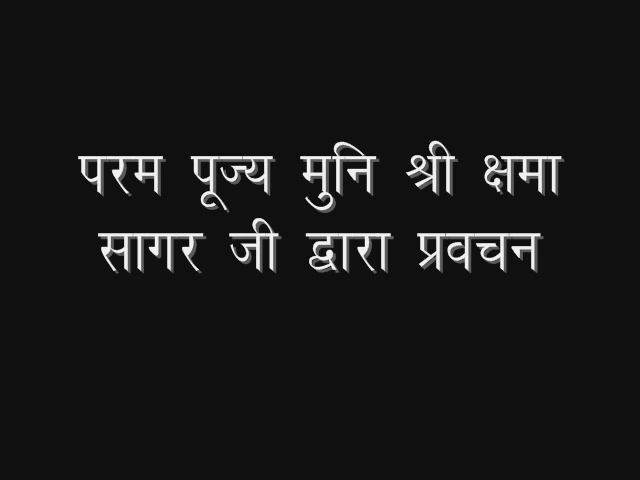 परम पूज्य मुनि श्री क्षमा
सागर जी द्वारा प्रवचन